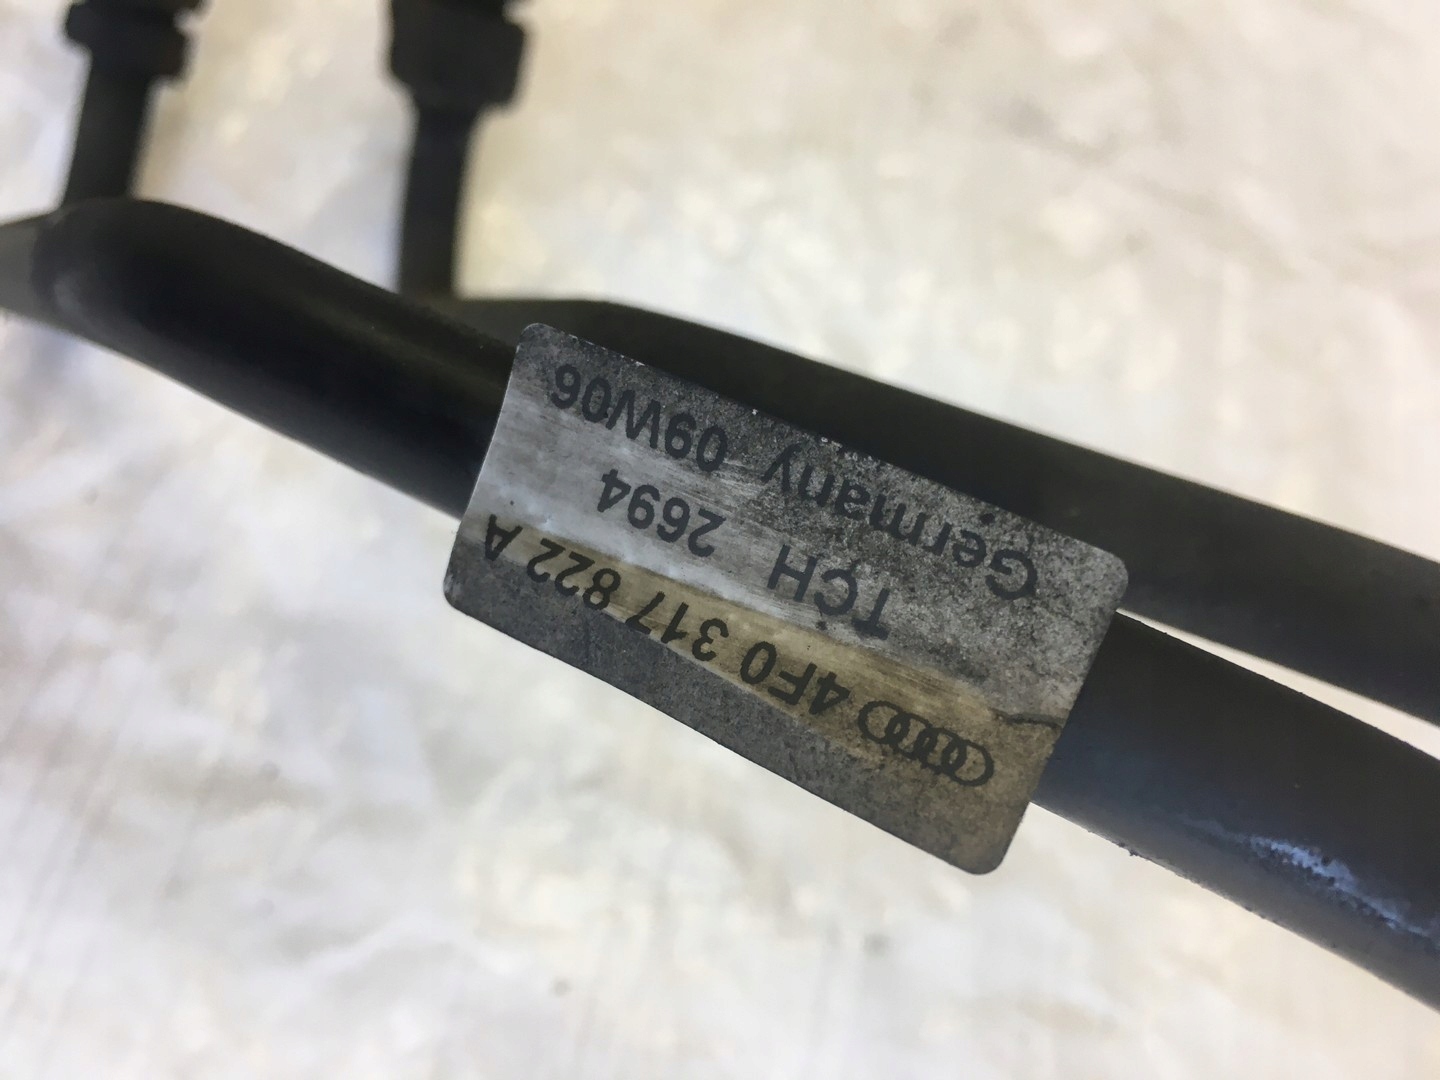 4F0 317 822 A
TCH 2694
Germany 09W06